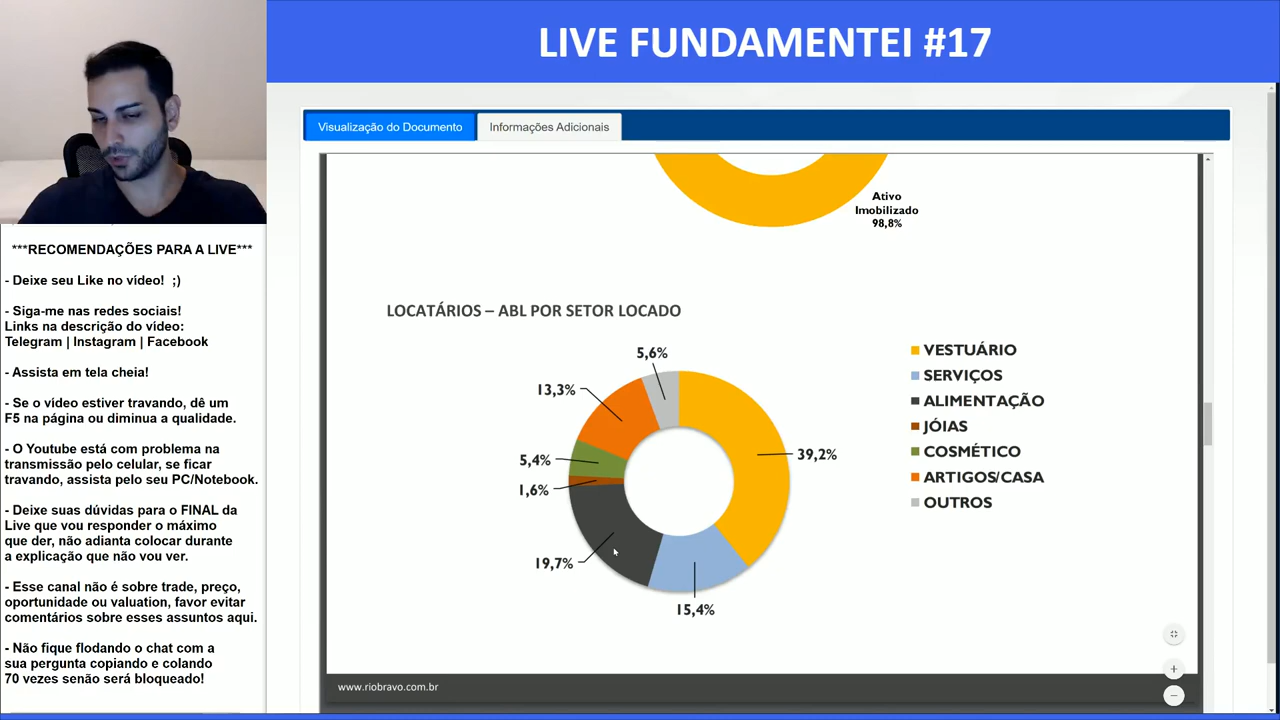 LIVE FUNDAMENTEI #17
Visualização do Documento
Informações Adicionais
Ativo
Imobilizado
98,8%
***RECOMENDAÇÕES PARA A LIVE***
- Deixe seu Like no vídeo!  ;)
- Siga-me nas redes sociais!
Links na descrição do vídeo:
Telegram | Instagram | Facebook
- Assista em tela cheia!
- Se o vídeo estiver travando, dê um
F5 na página ou diminua a qualidade.
- O Youtube está com problema na
transmissão pelo celular, se ficar
travando, assista pelo seu PC/Notebook.
- Deixe suas dúvidas para o FINAL da
Live que vou responder o máximo
que der, não adianta colocar durante
a explicação que não vou ver.
- Esse canal não é sobre trade, preço,
oportunidade ou valuation, favor evitar
comentários sobre esses assuntos aqui.
- Não fique flodando o chat com a
sua pergunta copiando e colando
70 vezes senão será bloqueado!
LOCATÁRIOS – ABL POR SETOR LOCADO
5,6%
13,3%
39,2%
5,4%
1,6%
19,7%
15,4%
VESTUÁRIO
SERVIÇOS
ALIMENTAÇÃO
JÓIAS
COSMÉTICO
ARTIGOS/CASA
OUTROS
www.riobravo.com.br